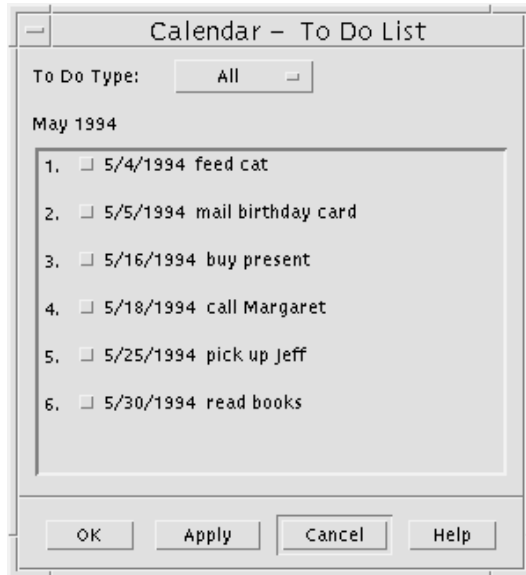 Calendar – To Do List
To Do Type: All
May 1994
1. 5/4/1994 feed cat
2. 5/5/1994 mail birthday card
3. 5/16/1994 buy present
4. 5/18/1994 call Margaret
5. 5/25/1994 pick up Jeff
6. 5/30/1994 read books
OK Apply Cancel Help